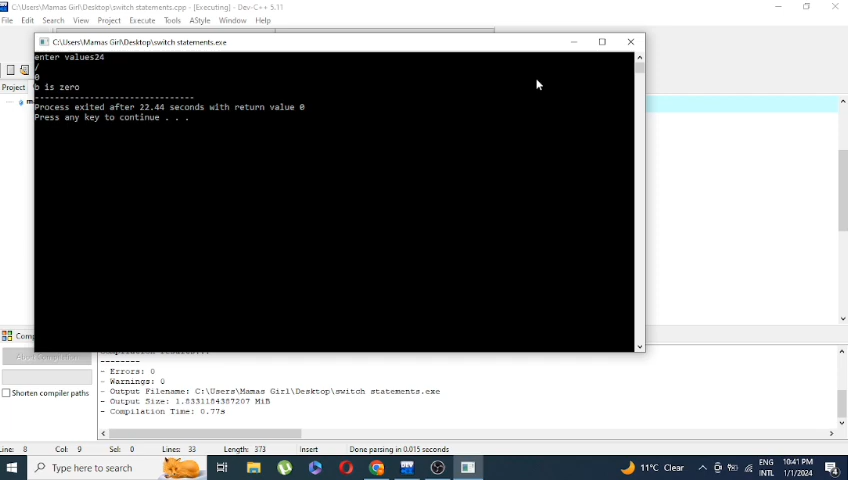 C:\Users\Mamas Girl\Desktop\switch statements.cpp - [Executing] - Dev-C++ 5.11
File Edit Search View Project Execute Tools AStyle Window Help
C:\Users\Mamas Girl\Desktop\switch statements.exe
enter values24
/
0
b is zero
--------------------------------
Process exited after 22.44 seconds with return value 0
Press any key to continue . . .
Project
Shorten compiler paths
--------
- Errors: 0
- Warnings: 0
- Output Filename: C:\Users\Mamas Girl\Desktop\switch statements.exe
- Output Size: 1.8331184387207 MiB
- Compilation Time: 0.77s
Line: 8 Col: 9 Sel: 0 Lines: 33 Length: 373 Insert Done parsing in 0.015 seconds
Type here to search
11°C Clear
ENG
INTL
10:41 PM
1/1/2024
4